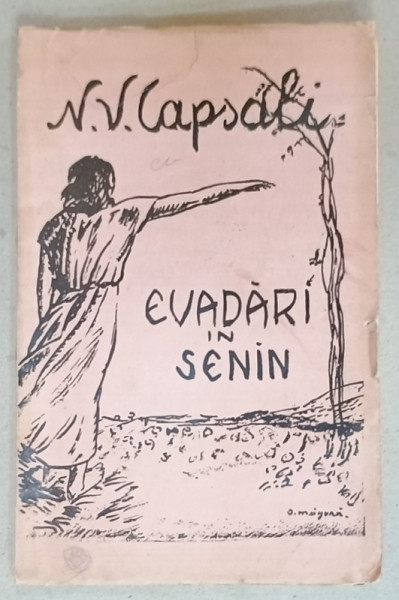 N.V. Capsali
EVADĂRI
IN
SENIN